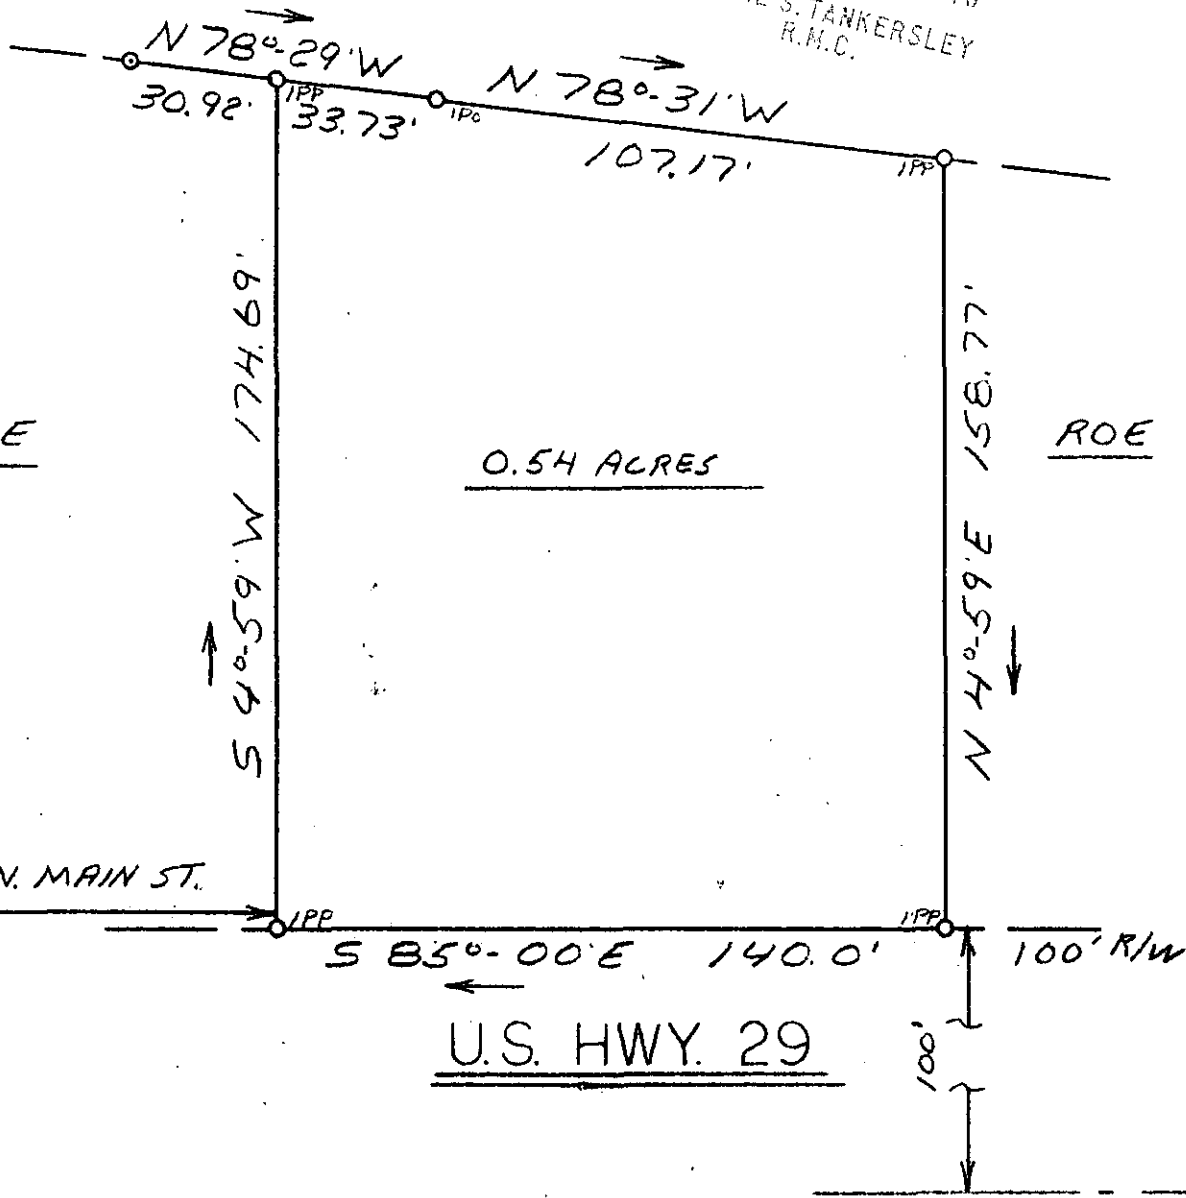 S. TANKERSLEY
R.M.C.
N 78°-29'W
30.92'
IPP
33.73'
IPO
N 78°-31'W
107.17'
IPP
S 4°-59'W 174.69'
0.54 ACRES
N 4°-59'E 158.77'
ROE
E
N. MAIN ST.
IPP
IPP
S 85°-00'E 140.0'
100' R/W
U.S. HWY. 29
100'